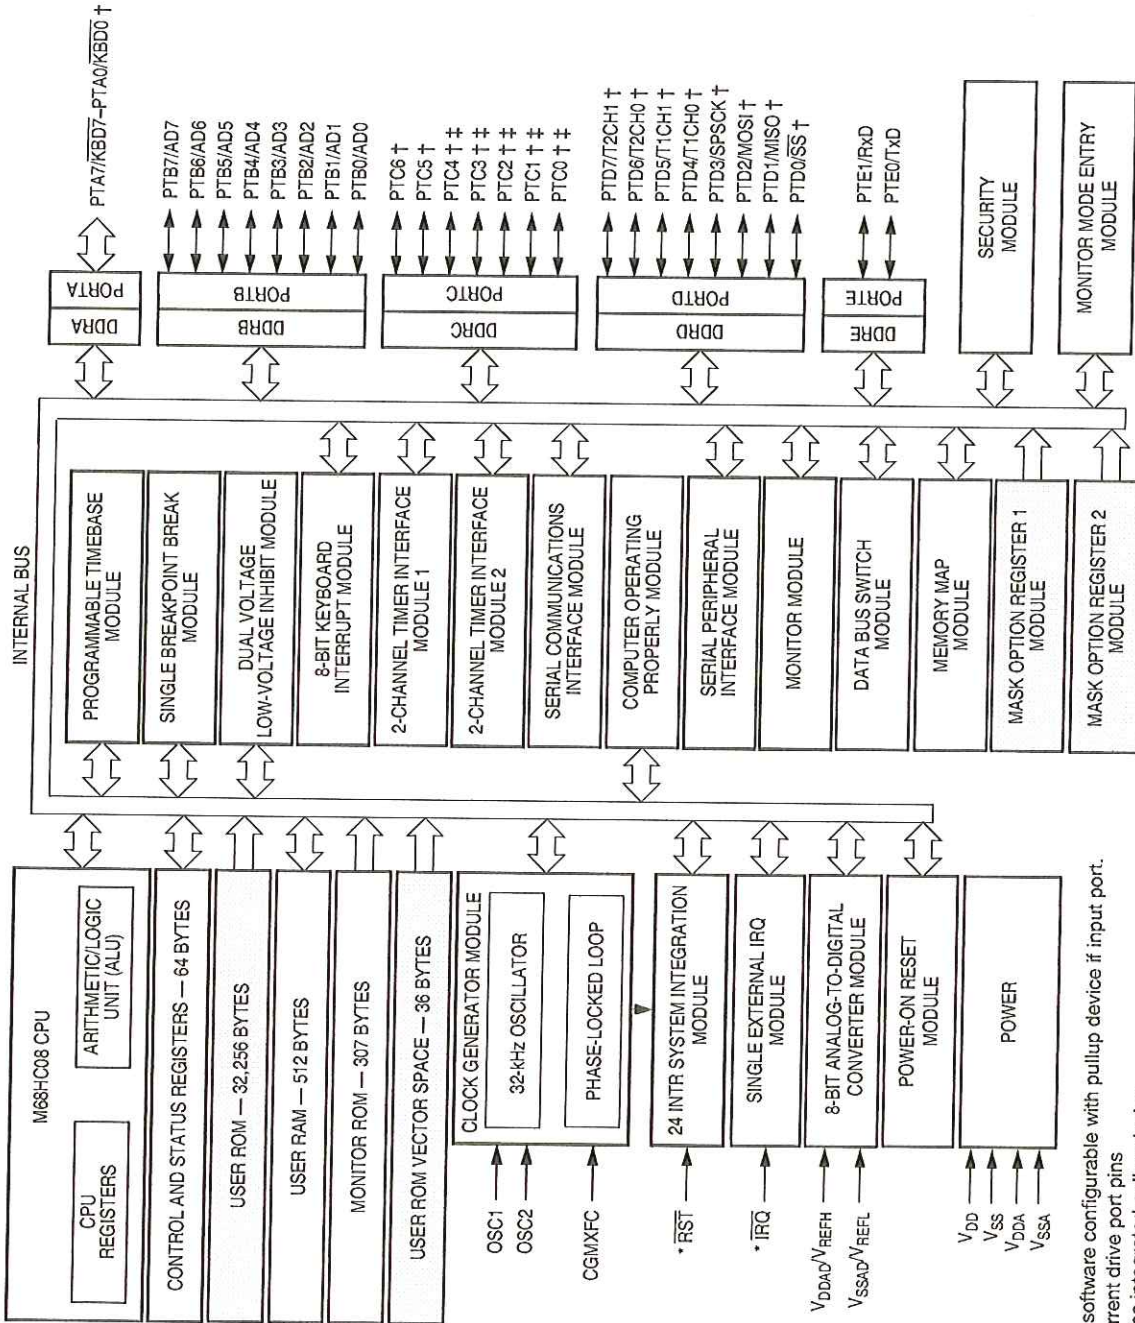 INTERNAL BUS
M68HC08 CPU
CPU
REGISTERS
ARITHMETIC/LOGIC
UNIT (ALU)
CONTROL AND STATUS REGISTERS — 64 BYTES
USER ROM — 32,256 BYTES
USER RAM — 512 BYTES
MONITOR ROM — 307 BYTES
USER ROM VECTOR SPACE — 36 BYTES
CLOCK GENERATOR MODULE
32-kHz OSCILLATOR
PHASE-LOCKED LOOP
OSC1
OSC2
CGMXFC
24 INTR SYSTEM INTEGRATION
MODULE
* RST
SINGLE EXTERNAL IRQ
MODULE
* IRQ
8-BIT ANALOG-TO-DIGITAL
CONVERTER MODULE
VDDAD/VREFH
VSSAD/VREFL
POWER-ON RESET
MODULE
POWER
VDD
VSS
VDDA
VSSA
PROGRAMMABLE TIMEBASE
MODULE
SINGLE BREAKPOINT BREAK
MODULE
DUAL VOLTAGE
LOW-VOLTAGE INHIBIT MODULE
8-BIT KEYBOARD
INTERRUPT MODULE
2-CHANNEL TIMER INTERFACE
MODULE 1
2-CHANNEL TIMER INTERFACE
MODULE 2
SERIAL COMMUNICATIONS
INTERFACE MODULE
COMPUTER OPERATING
PROPERLY MODULE
SERIAL PERIPHERAL
INTERFACE MODULE
MONITOR MODULE
DATA BUS SWITCH
MODULE
MEMORY MAP
MODULE
MASK OPTION REGISTER 1
MODULE
MASK OPTION REGISTER 2
MODULE
DDRA
PORTA
PTA7/KBD7–PTA0/KBD0 †
DDRB
PORTB
PTB7/AD7
PTB6/AD6
PTB5/AD5
PTB4/AD4
PTB3/AD3
PTB2/AD2
PTB1/AD1
PTB0/AD0
DDRC
PORTC
PTC6 †
PTC5 †
PTC4 † ‡
PTC3 † ‡
PTC2 † ‡
PTC1 † ‡
PTC0 † ‡
DDRD
PORTD
PTD7/T2CH1 †
PTD6/T2CH0 †
PTD5/T1CH1 †
PTD4/T1CH0 †
PTD3/SPSCK †
PTD2/MOSI †
PTD1/MISO †
PTD0/SS †
DDRE
PORTE
PTE1/RxD
PTE0/TxD
SECURITY
MODULE
MONITOR MODE ENTRY
MODULE
software configurable with pullup device if input port.
drive port pins